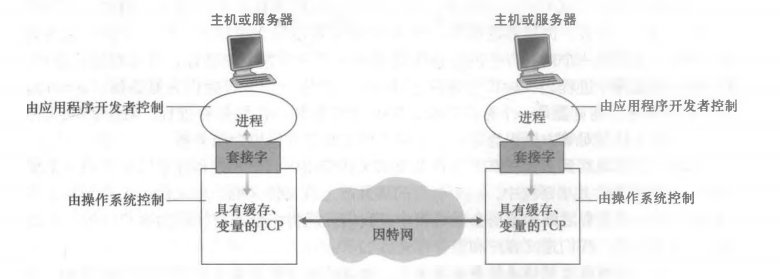 主机或服务器
主机或服务器
由应用程序开发者控制
进程
进程
由应用程序开发者控制
套接字
套接字
由操作系统控制
具有缓存、
变量的TCP
因特网
具有缓存、
变量的TCP
由操作系统控制